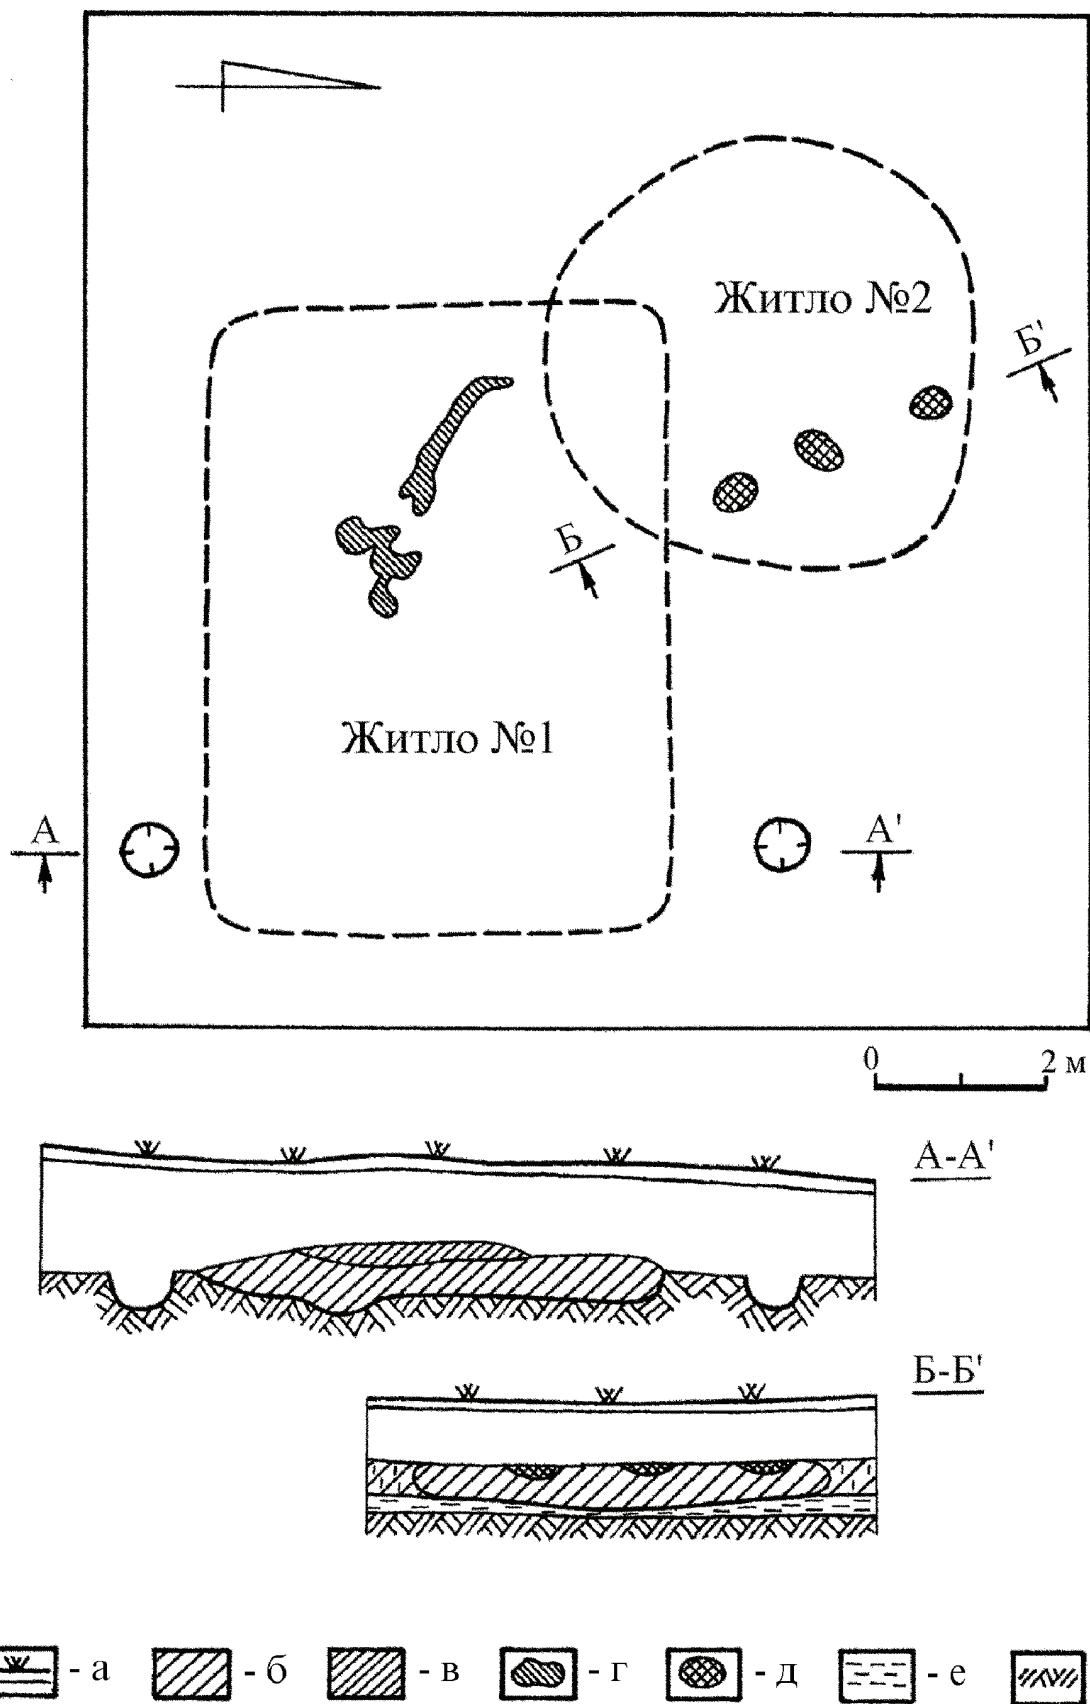 Житло №2
Б'
Б
Житло №1
А
А'
0 2 м
А-А'
Б-Б'
- а
- б
- в
- г
- д
- е